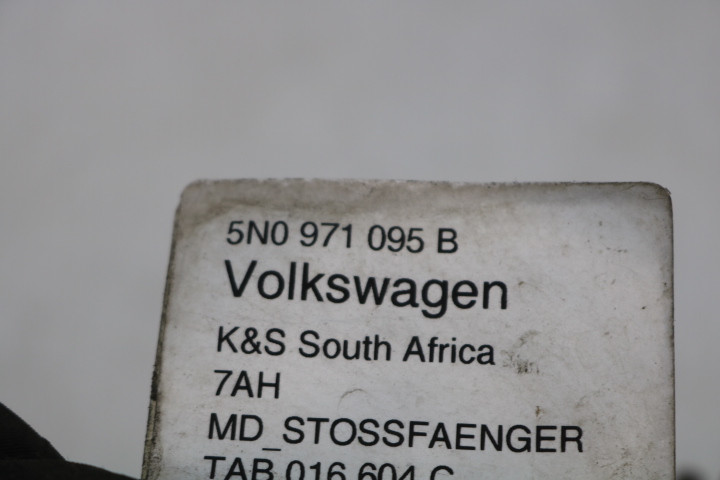 5N0 971 095 B
Volkswagen
K&S South Africa
7AH
MD_STOSSFAENGER
TAB 016 604 C